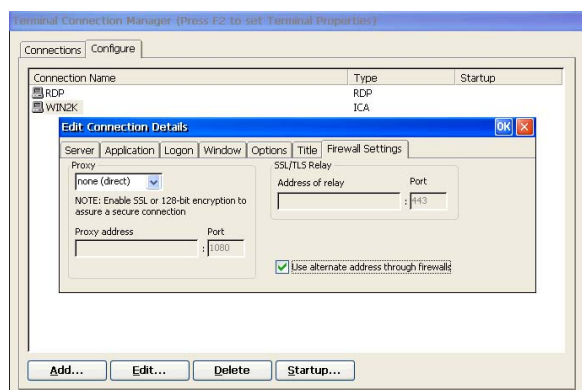 Terminal Connection Manager (Press F2 to set Terminal Properties)
Connections Configure
Connection Name Type Startup
RDP RDP
WIN2K ICA
Edit Connection Details OK
Server Application Logon Window Options Title Firewall Settings
Proxy SSL/TLS Relay
none (direct) Address of relay Port
: 443
NOTE: Enable SSL or 128-bit encryption to
assure a secure connection
Proxy address Port
: 1080
Use alternate address through firewalls
Add... Edit... Delete Startup...